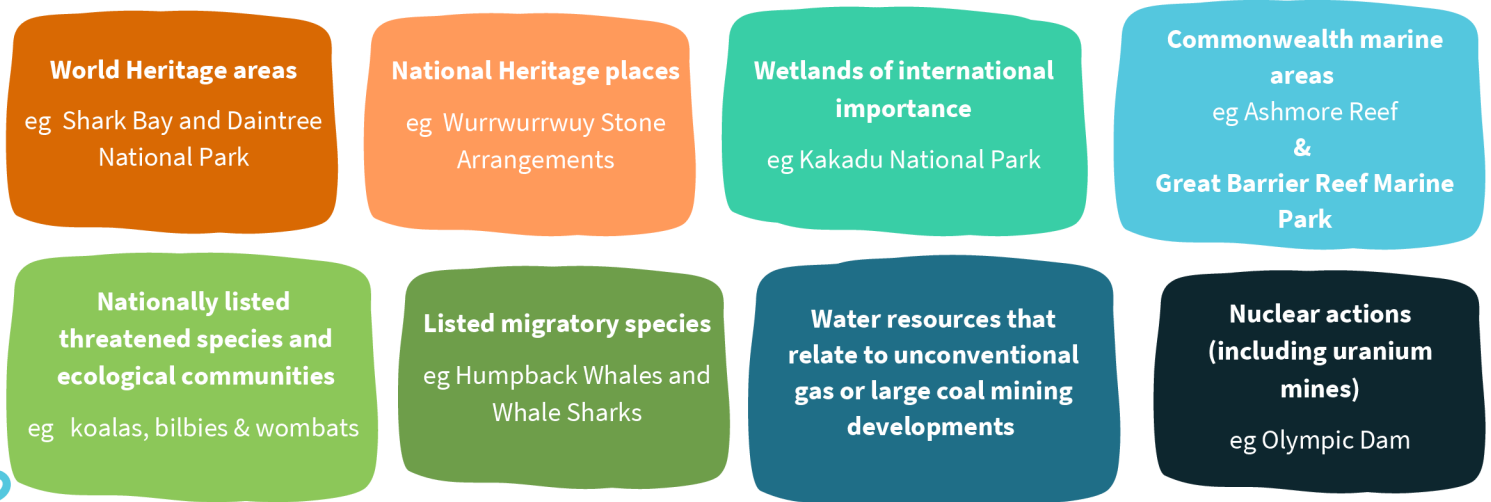 World Heritage areas
eg Shark Bay and Daintree
National Park
National Heritage places
eg Wurrwurrwuy Stone
Arrangements
Wetlands of international
importance
eg Kakadu National Park
Commonwealth marine
areas
eg Ashmore Reef
&
Great Barrier Reef Marine
Park
Nationally listed
threatened species and
ecological communities
eg koalas, bilbies & wombats
Listed migratory species
eg Humpback Whales and
Whale Sharks
Water resources that
relate to unconventional
gas or large coal mining
developments
Nuclear actions
(including uranium
mines)
eg Olympic Dam